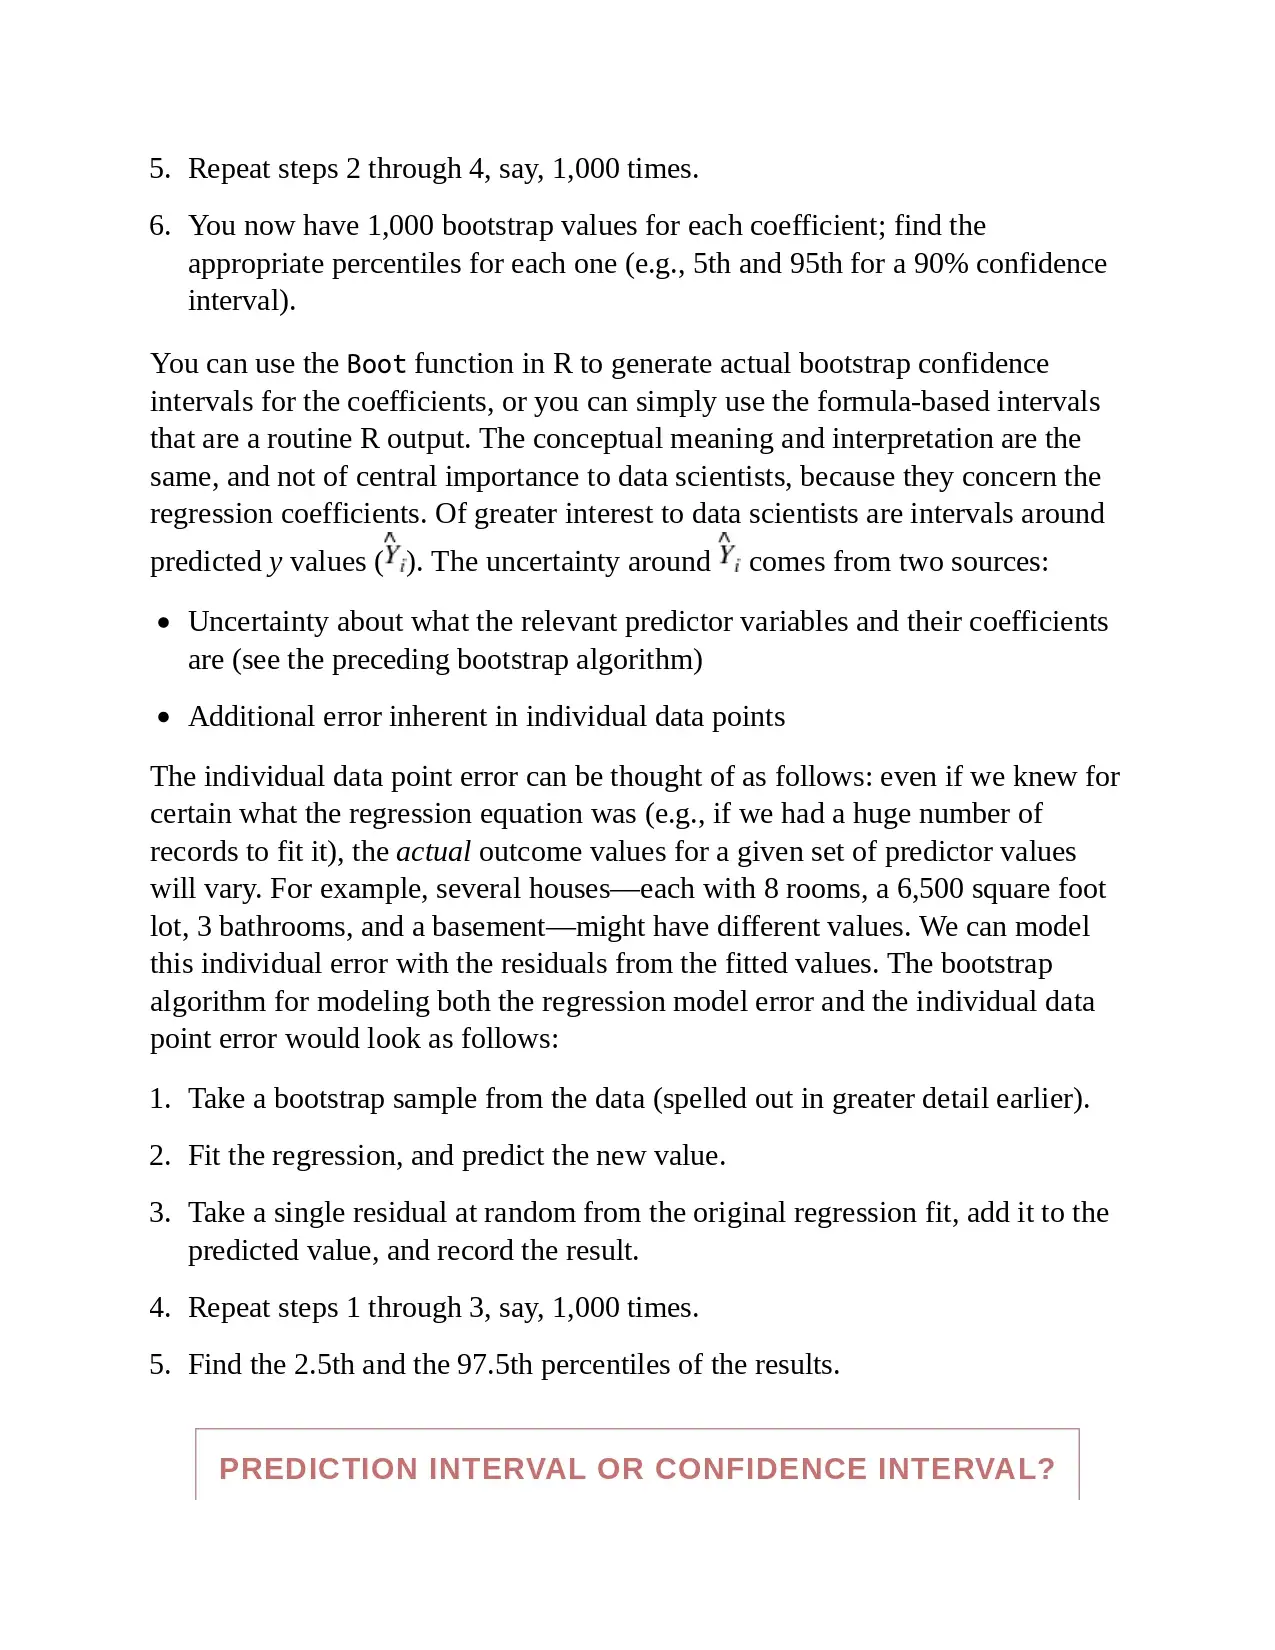 5. Repeat steps 2 through 4, say, 1,000 times.
6. You now have 1,000 bootstrap values for each coefficient; find the
appropriate percentiles for each one (e.g., 5th and 95th for a 90% confidence
interval).
You can use the Boot function in R to generate actual bootstrap confidence
intervals for the coefficients, or you can simply use the formula-based intervals
that are a routine R output. The conceptual meaning and interpretation are the
same, and not of central importance to data scientists, because they concern the
regression coefficients. Of greater interest to data scientists are intervals around
predicted y values (Ŷi). The uncertainty around Ŷi comes from two sources:
• Uncertainty about what the relevant predictor variables and their coefficients
are (see the preceding bootstrap algorithm)
• Additional error inherent in individual data points
The individual data point error can be thought of as follows: even if we knew for
certain what the regression equation was (e.g., if we had a huge number of
records to fit it), the actual outcome values for a given set of predictor values
will vary. For example, several houses—each with 8 rooms, a 6,500 square foot
lot, 3 bathrooms, and a basement—might have different values. We can model
this individual error with the residuals from the fitted values. The bootstrap
algorithm for modeling both the regression model error and the individual data
point error would look as follows:
1. Take a bootstrap sample from the data (spelled out in greater detail earlier).
2. Fit the regression, and predict the new value.
3. Take a single residual at random from the original regression fit, add it to the
predicted value, and record the result.
4. Repeat steps 1 through 3, say, 1,000 times.
5. Find the 2.5th and the 97.5th percentiles of the results.
PREDICTION INTERVAL OR CONFIDENCE INTERVAL?